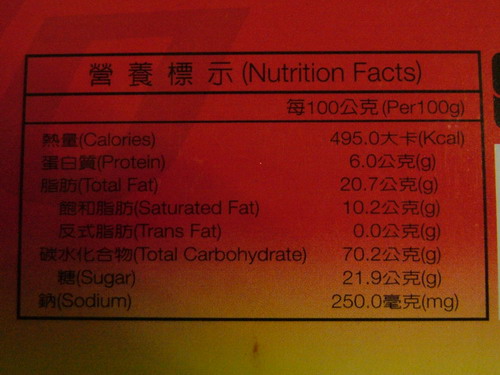 營養標示(Nutrition Facts)
每100公克(Per100g)
熱量(Calories) 495.0大卡(Kcal)
蛋白質(Protein) 6.0公克(g)
脂肪(Total Fat) 20.7公克(g)
飽和脂肪(Saturated Fat) 10.2公克(g)
反式脂肪(Trans Fat) 0.0公克(g)
碳水化合物(Total Carbohydrate) 70.2公克(g)
糖(Sugar) 21.9公克(g)
鈉(Sodium) 250.0毫克(mg)